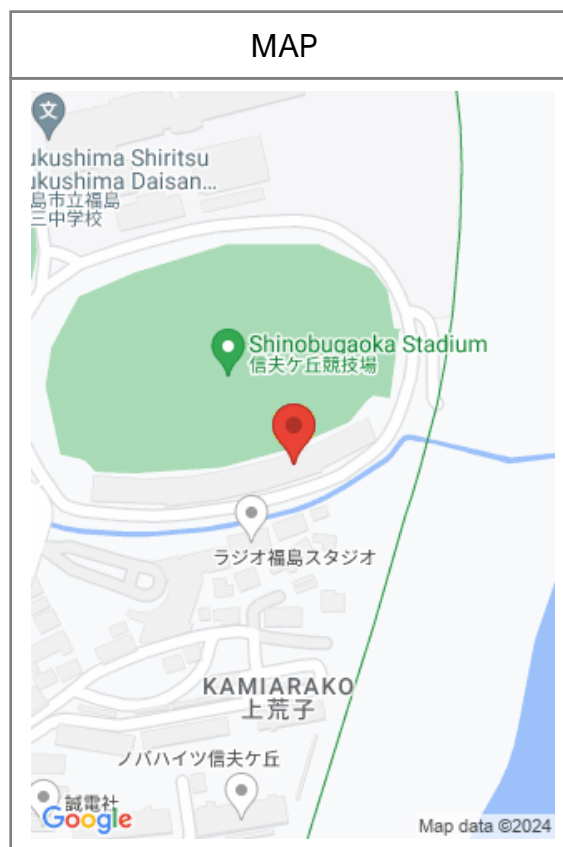 MAP
文
ukushima Shiritsu
ukushima Daisan...
島市立福島
三中学校
Shinobugaoka Stadium
信夫ケ丘競技場
ラジオ福島スタジオ
KAMIARAKO
上荒子
ノバハイツ信夫ケ丘
誠電社
Google
Map data ©2024